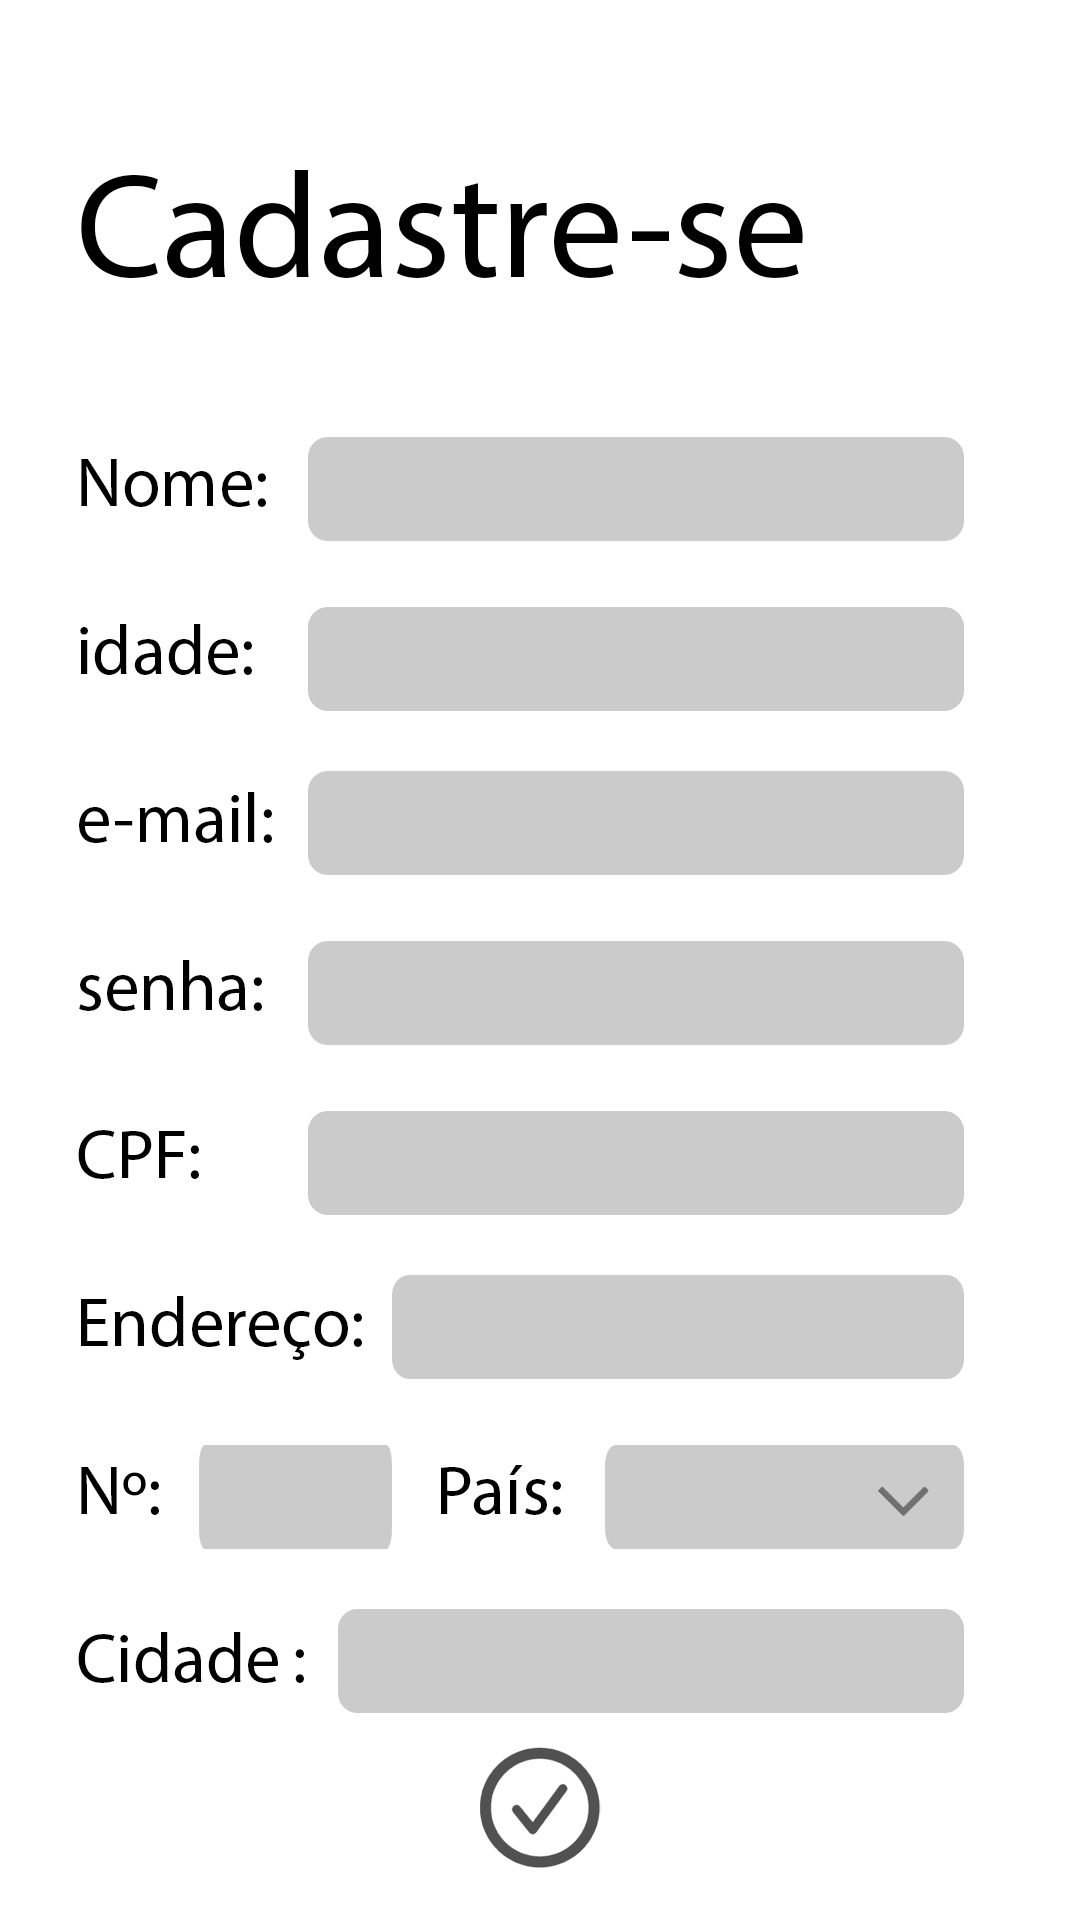 Cadastre-se
Nome:
idade:
e-mail:
senha:
CPF:
Endereço:
Nº: País:
Cidade :